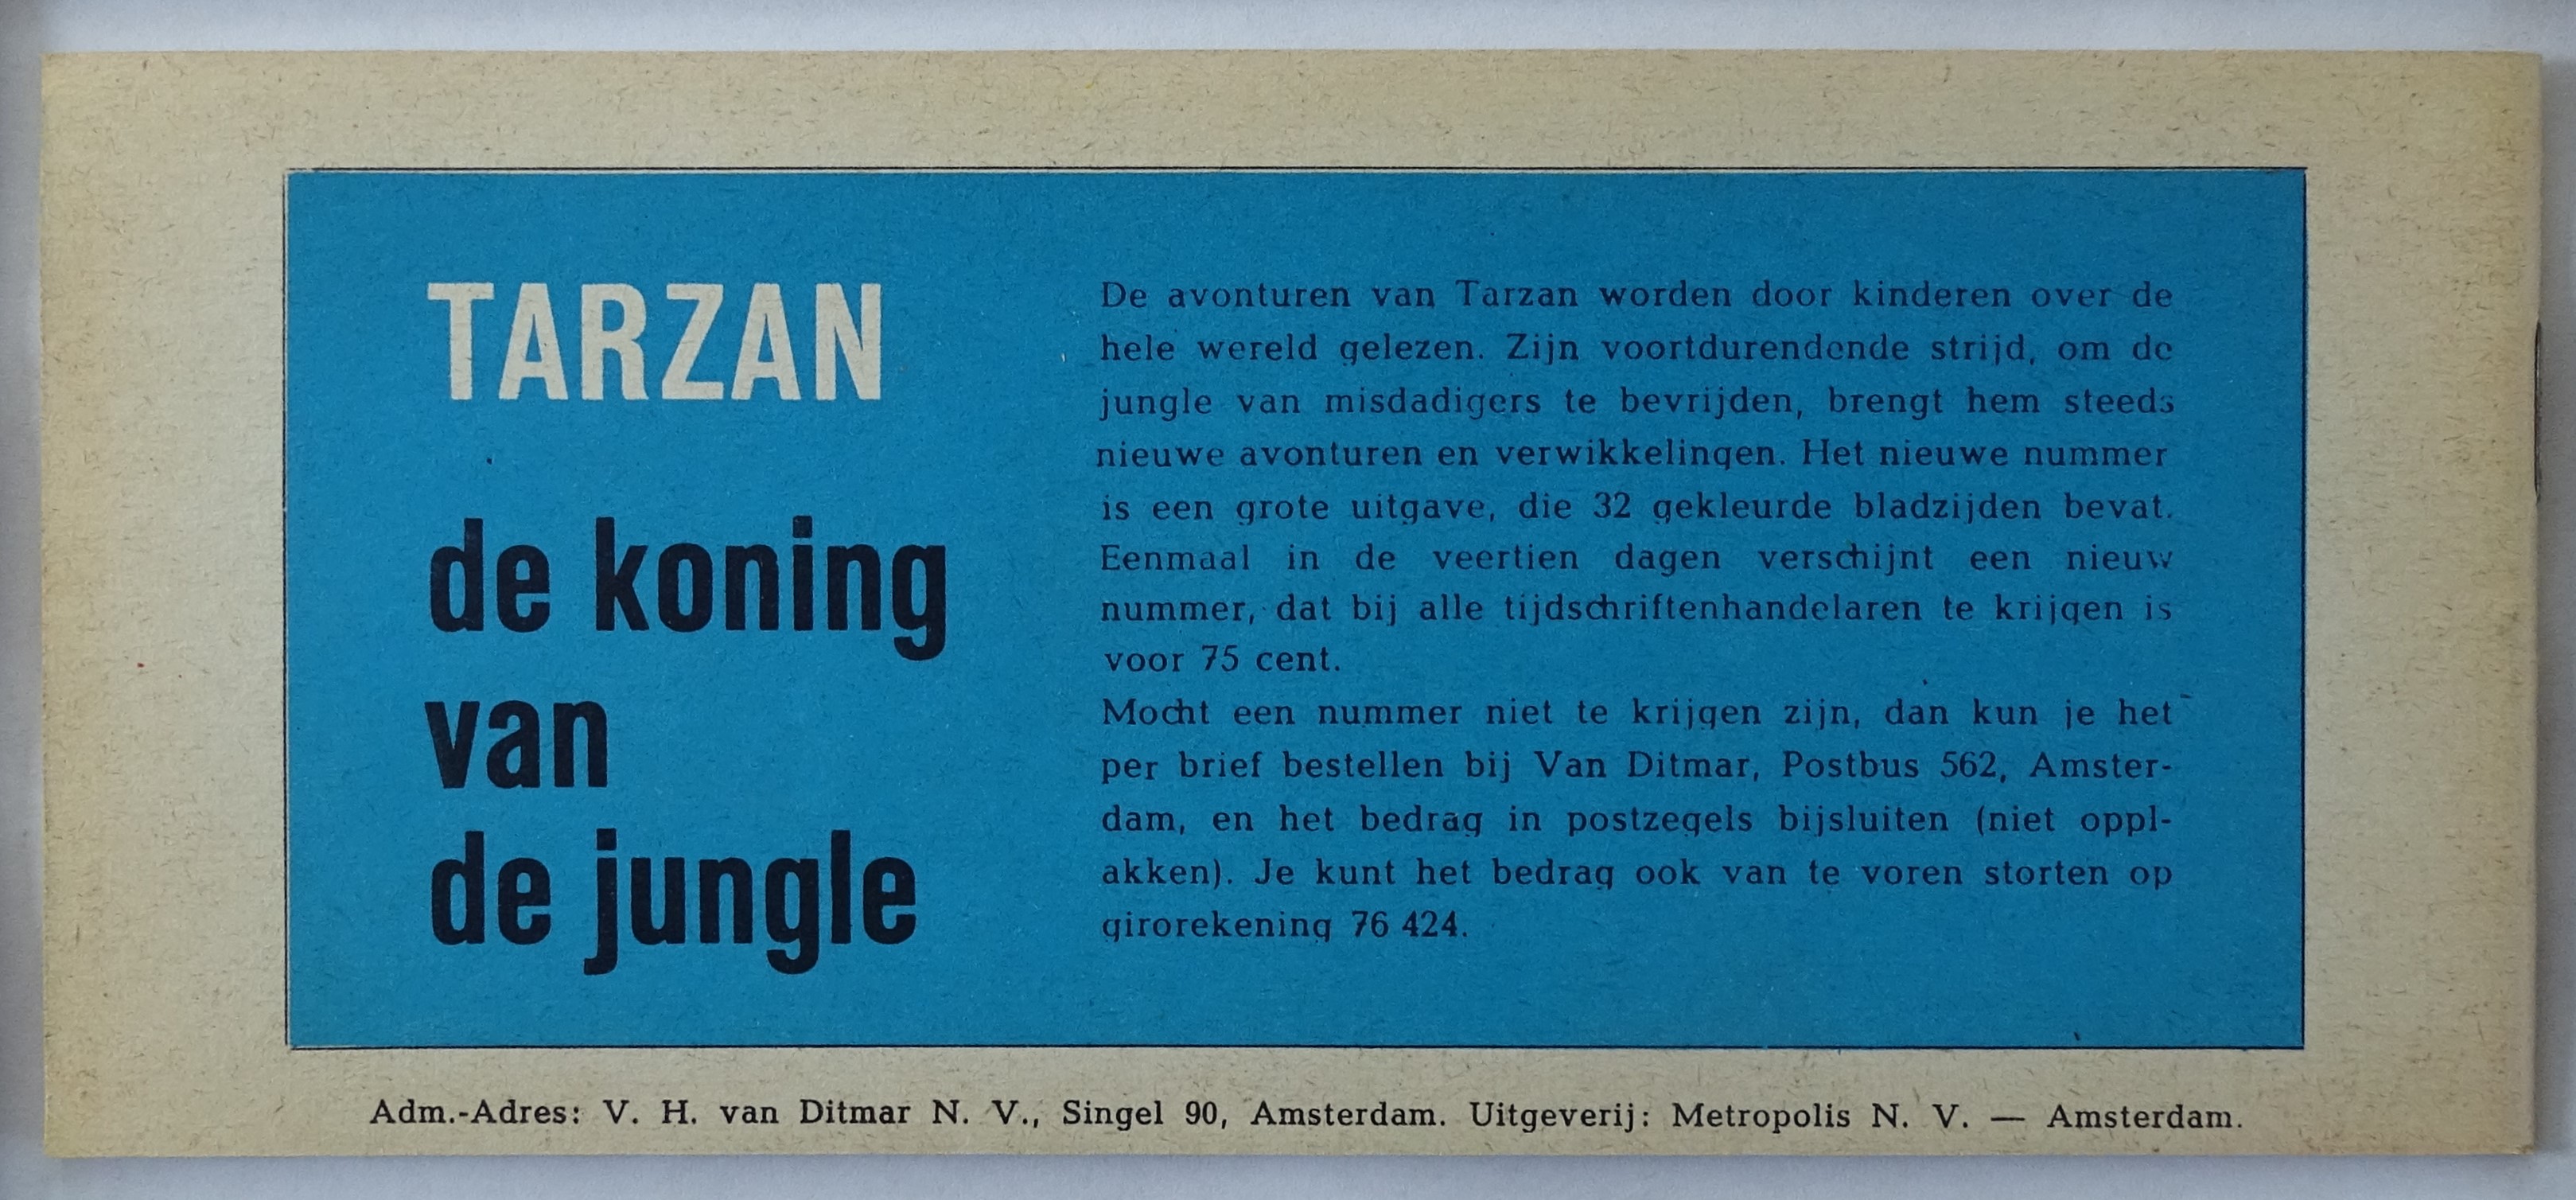 TARZAN
de koning
van
de jungle
De avonturen van Tarzan worden door kinderen over de
hele wereld gelezen. Zijn voortdurendende strijd, om de
jungle van misdadigers te bevrijden, brengt hem steeds
nieuwe avonturen en verwikkelingen. Het nieuwe nummer
is een grote uitgave, die 32 gekleurde bladzijden bevat.
Eenmaal in de veertien dagen verschijnt een nieuw
nummer, dat bij alle tijdschriftenhandelaren te krijgen is
voor 75 cent.
Mocht een nummer niet te krijgen zijn, dan kun je het
per brief bestellen bij Van Ditmar, Postbus 562, Amster-
dam, en het bedrag in postzegels bijsluiten (niet oppl-
akken). Je kunt het bedrag ook van te voren storten op
girorekening 76 424.
Adm.-Adres: V. H. van Ditmar N. V., Singel 90, Amsterdam. Uitgeverij: Metropolis N. V. — Amsterdam.